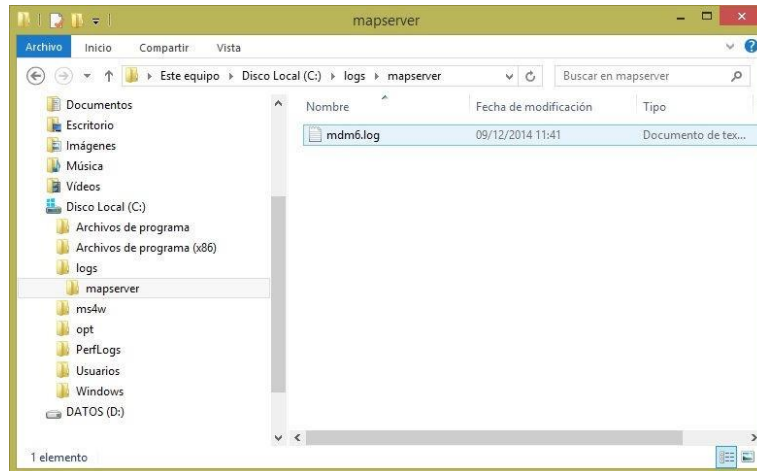 mapserver
Archivo Inicio Compartir Vista
Este equipo Disco Local (C:) logs mapserver Buscar en mapserver
Documentos
Escritorio
Imágenes
Música
Vídeos
Disco Local (C:)
Archivos de programa
Archivos de programa (x86)
logs
mapserver
ms4w
opt
PerfLogs
Usuarios
Windows
DATOS (D:)
Nombre Fecha de modificación Tipo
mdm6.log 09/12/2014 11:41 Documento de tex...
1 elemento